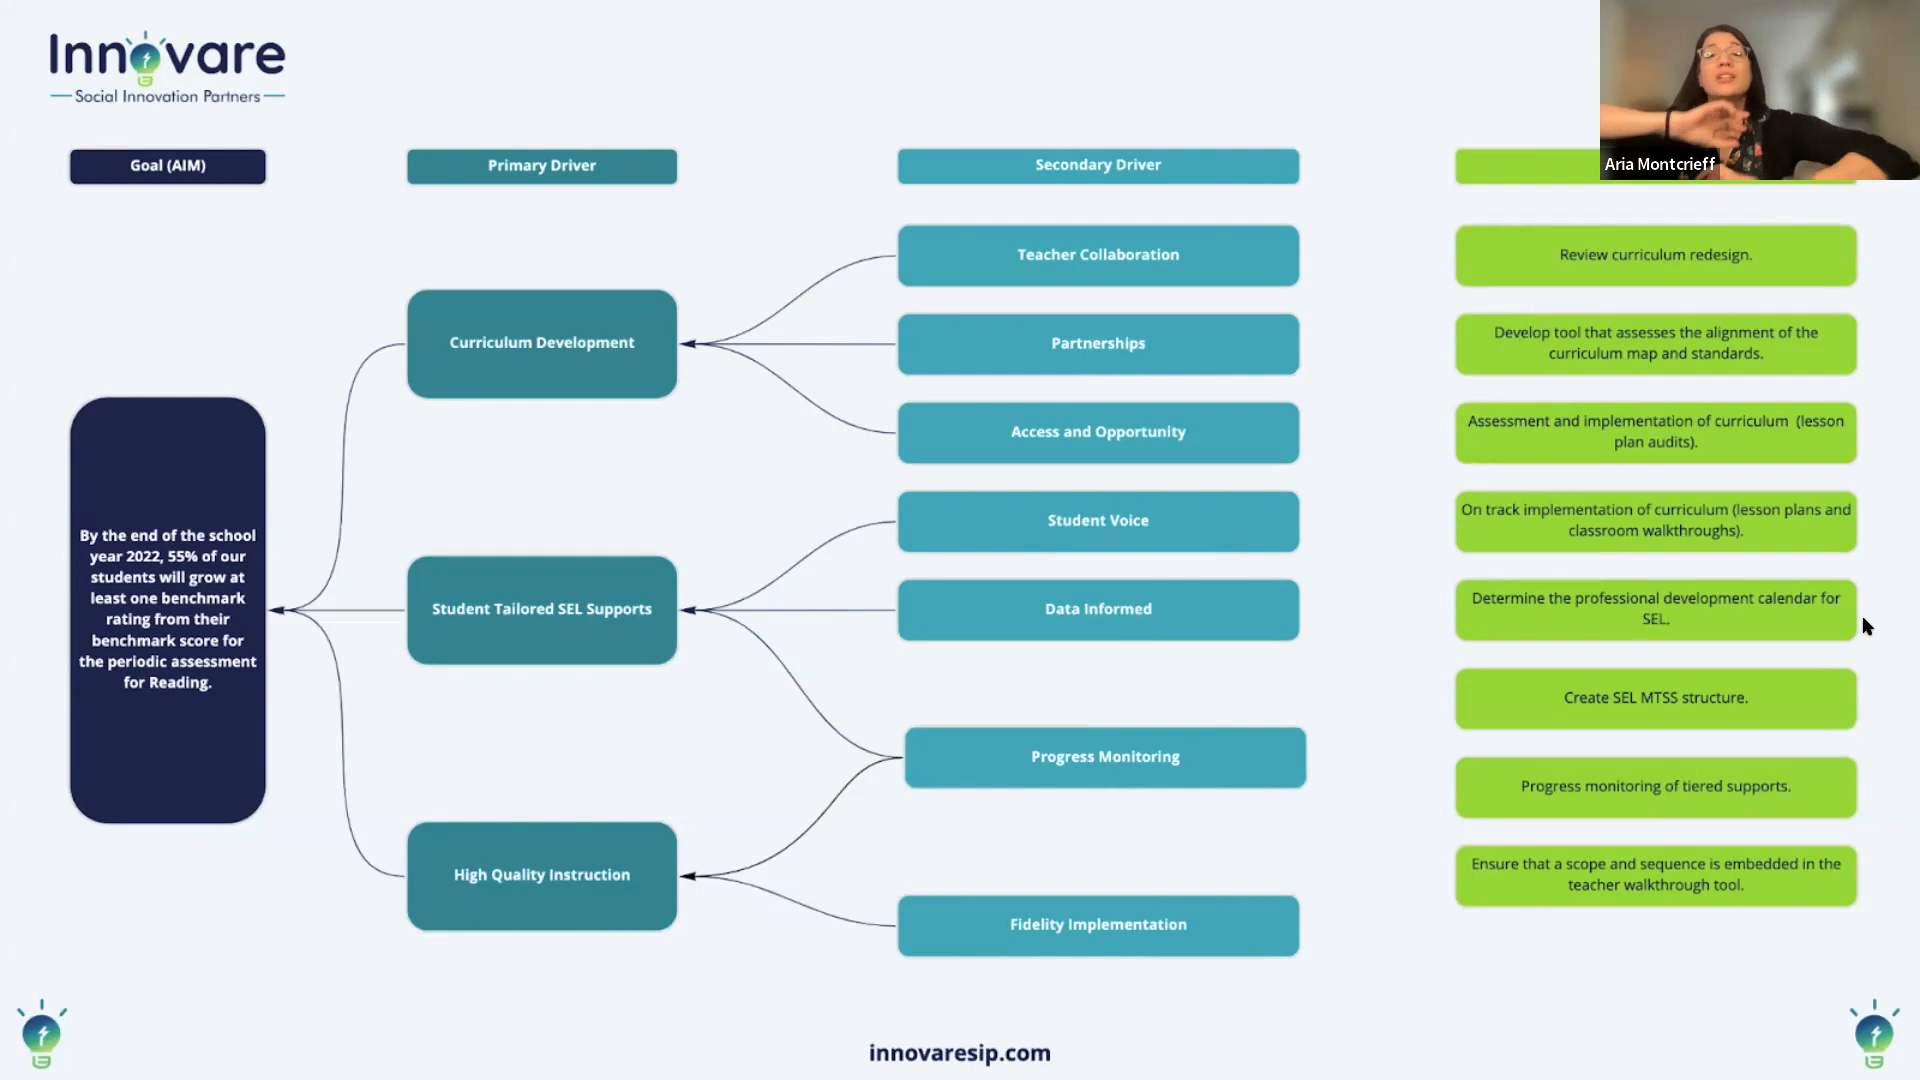 Innovare
Social Innovation Partners
Aria Montcrieff
Goal (AIM)
Primary Driver
Secondary Driver
By the end of the school
year 2022, 55% of our
students will grow at
least one benchmark
rating from their
benchmark score for
the periodic assessment
for Reading.
Curriculum Development
Student Tailored SEL Supports
High Quality Instruction
Teacher Collaboration
Partnerships
Access and Opportunity
Student Voice
Data Informed
Progress Monitoring
Fidelity Implementation
Review curriculum redesign.
Develop tool that assesses the alignment of the
curriculum map and standards.
Assessment and implementation of curriculum (lesson
plan audits).
On track implementation of curriculum (lesson plans and
classroom walkthroughs).
Determine the professional development calendar for
SEL.
Create SEL MTSS structure.
Progress monitoring of tiered supports.
Ensure that a scope and sequence is embedded in the
teacher walkthrough tool.
innovaresip.com